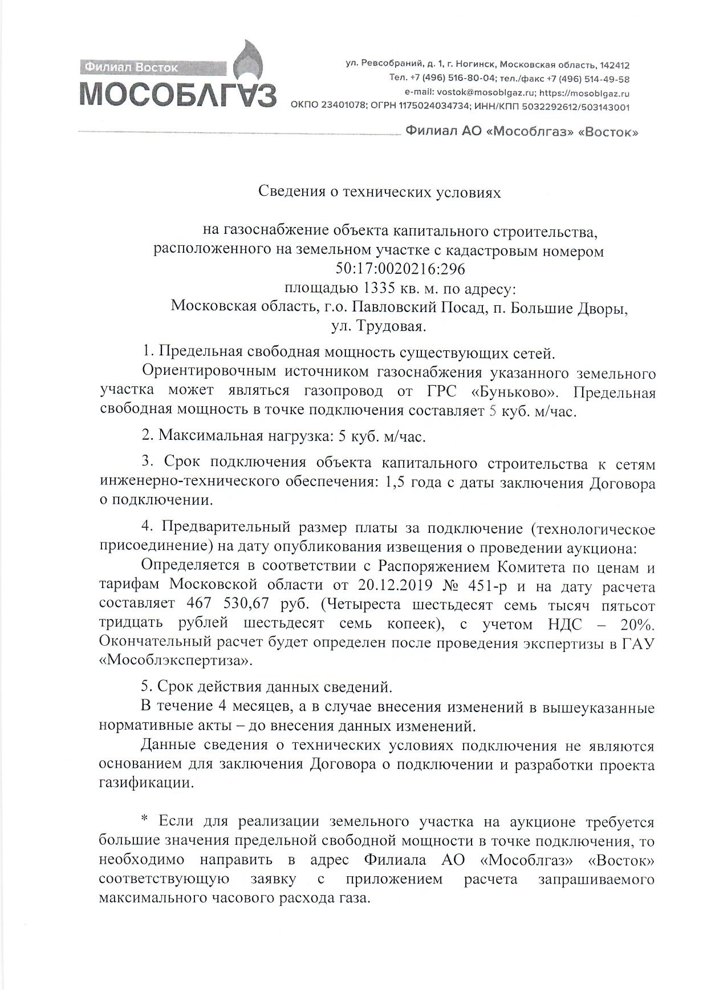 Филиал Восток
МОСОБЛГАЗ
ул. Ревсобраний, д. 1, г. Ногинск, Московская область, 142412
Тел. +7 (496) 516-80-04; тел./факс +7 (496) 514-49-58
e-mail: vostok@mosoblgaz.ru; https://mosoblgaz.ru
ОКПО 23401078; ОГРН 1175024034734; ИНН/КПП 5032292612/503143001
Филиал АО «Мособлгаз» «Восток»
Сведения о технических условиях
на газоснабжение объекта капитального строительства,
расположенного на земельном участке с кадастровым номером
50:17:0020216:296
площадью 1335 кв. м. по адресу:
Московская область, г.о. Павловский Посад, п. Большие Дворы,
ул. Трудовая.
1. Предельная свободная мощность существующих сетей.
Ориентировочным источником газоснабжения указанного земельного
участка может являться газопровод от ГРС «Буньково». Предельная
свободная мощность в точке подключения составляет 5 куб. м/час.
2. Максимальная нагрузка: 5 куб. м/час.
3. Срок подключения объекта капитального строительства к сетям
инженерно-технического обеспечения: 1,5 года с даты заключения Договора
о подключении.
4. Предварительный размер платы за подключение (технологическое
присоединение) на дату опубликования извещения о проведении аукциона:
Определяется в соответствии с Распоряжением Комитета по ценам и
тарифам Московской области от 20.12.2019 № 451-р и на дату расчета
составляет 467 530,67 руб. (Четыреста шестьдесят семь тысяч пятьсот
тридцать рублей шестьдесят семь копеек), с учетом НДС – 20%.
Окончательный расчет будет определен после проведения экспертизы в ГАУ
«Мособлэкспертиза».
5. Срок действия данных сведений.
В течение 4 месяцев, а в случае внесения изменений в вышеуказанные
нормативные акты – до внесения данных изменений.
Данные сведения о технических условиях подключения не являются
основанием для заключения Договора о подключении и разработки проекта
газификации.
* Если для реализации земельного участка на аукционе требуется
большие значения предельной свободной мощности в точке подключения, то
необходимо направить в адрес Филиала АО «Мособлгаз» «Восток»
соответствующую заявку с приложением расчета запрашиваемого
максимального часового расхода газа.